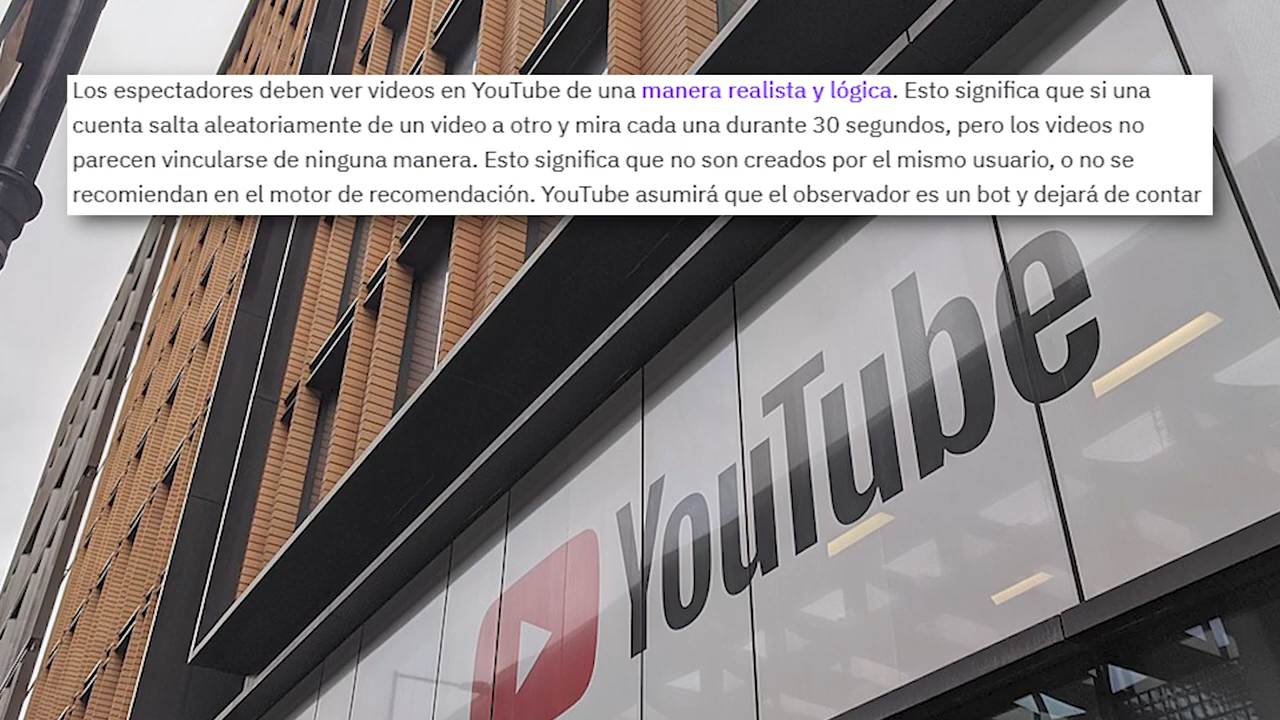 Los espectadores deben ver videos en YouTube de una manera realista y lógica. Esto significa que si una
cuenta salta aleatoriamente de un video a otro y mira cada una durante 30 segundos, pero los videos no
parecen vincularse de ninguna manera. Esto significa que no son creados por el mismo usuario, o no se
recomiendan en el motor de recomendación. YouTube asumirá que el observador es un bot y dejará de contar
YouTube